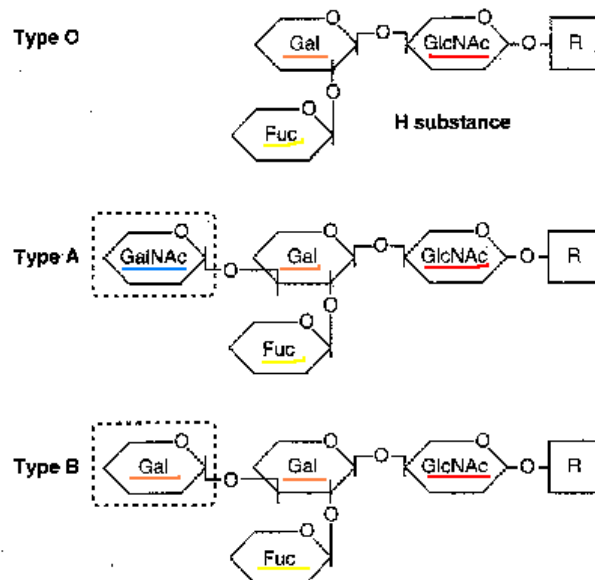 Type O
Gal O GlcNAc O R
O
Fuc
H substance
Type A
GalNAc O Gal O GlcNAc O R
O
Fuc
Type B
Gal O Gal O GlcNAc O R
O
Fuc